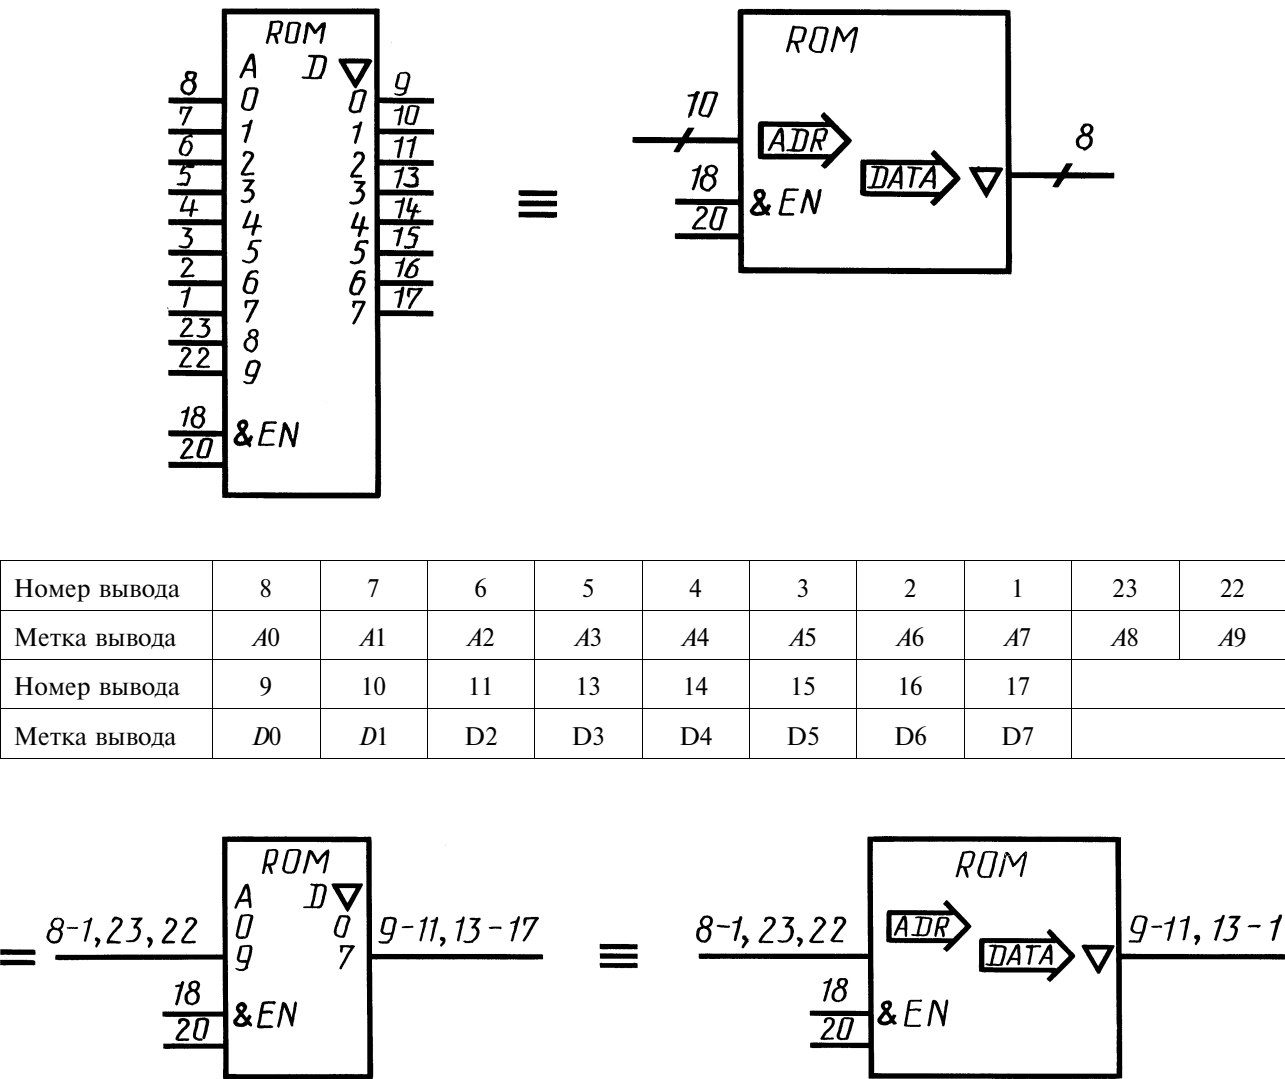 ROM
A D
8 0 0 9
7 1 1 10
6 2 2 11
5 3 3 13
4 4 4 14
3 5 5 15
2 6 6 16
1 7 7 17
23 8
22 9
18 &EN
20
≡
ROM
10 ADR
DATA 8
18 &EN
20
Номер вывода 8 7 6 5 4 3 2 1 23 22
Метка вывода A0 A1 A2 A3 A4 A5 A6 A7 A8 A9
Номер вывода 9 10 11 13 14 15 16 17
Метка вывода D0 D1 D2 D3 D4 D5 D6 D7
=
ROM
A D
8-1, 23, 22 0 0 9-11, 13-17
9 7
18 &EN
20
≡
ROM
8-1, 23, 22 ADR 9-11, 13-1
DATA
18 &EN
20